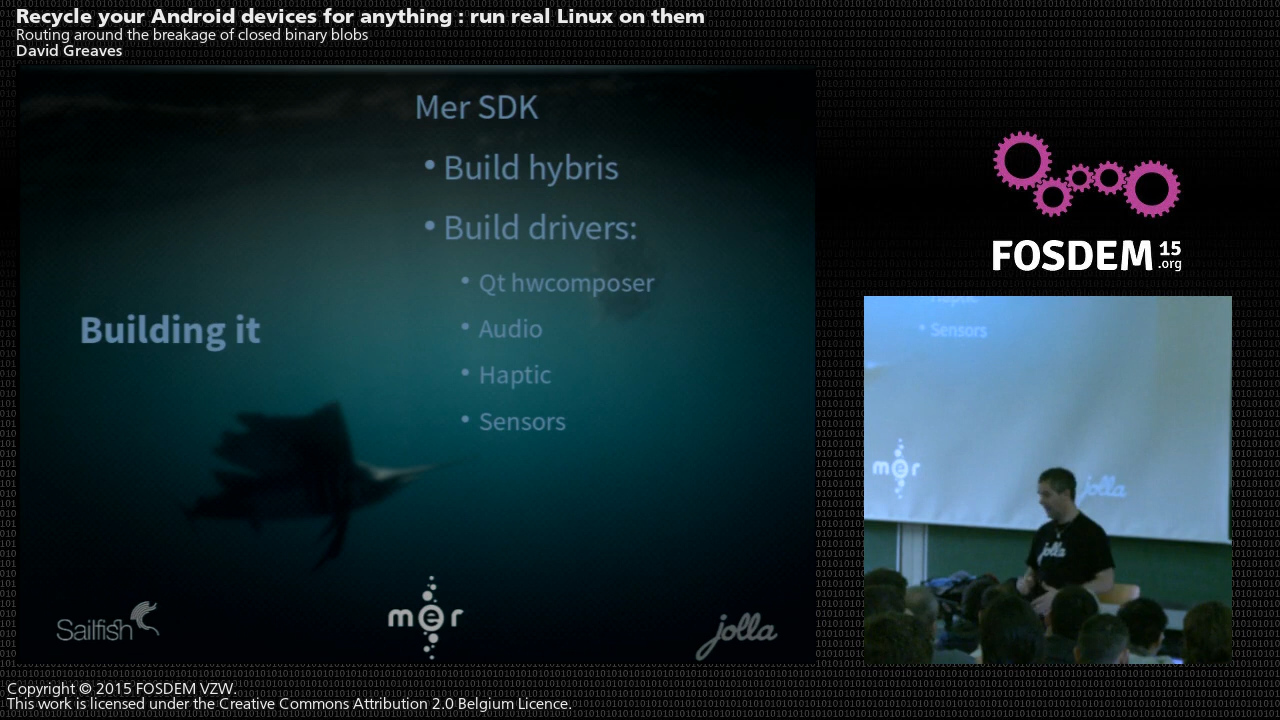 Recycle your Android devices for anything : run real Linux on them
Routing around the breakage of closed binary blobs
David Greaves
Mer SDK
• Build hybris
• Build drivers:
• Qt hwcomposer
• Audio
• Haptic
• Sensors
Building it
Sailfish
mer
jolla
FOSDEM 15
.org
• Sensors
mer
jolla
jolla
Copyright © 2015 FOSDEM VZW.
This work is licensed under the Creative Commons Attribution 2.0 Belgium Licence.